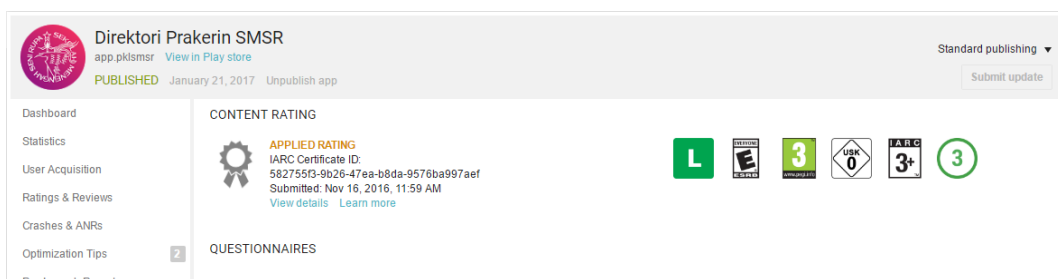 Direktori Prakerin SMSR
app.pklsmsr View in Play store
PUBLISHED January 21, 2017 Unpublish app
Standard publishing
Submit update
Dashboard
Statistics
User Acquisition
Ratings & Reviews
Crashes & ANRs
Optimization Tips 2
CONTENT RATING
APPLIED RATING
IARC Certificate ID:
582755f3-9b26-47ea-b8da-9576ba997aef
Submitted: Nov 16, 2016, 11:59 AM
View details Learn more
L
EVERYONE
E
ESRB
3
www.pegi.info
USK
0
IARC
3+
3
QUESTIONNAIRES